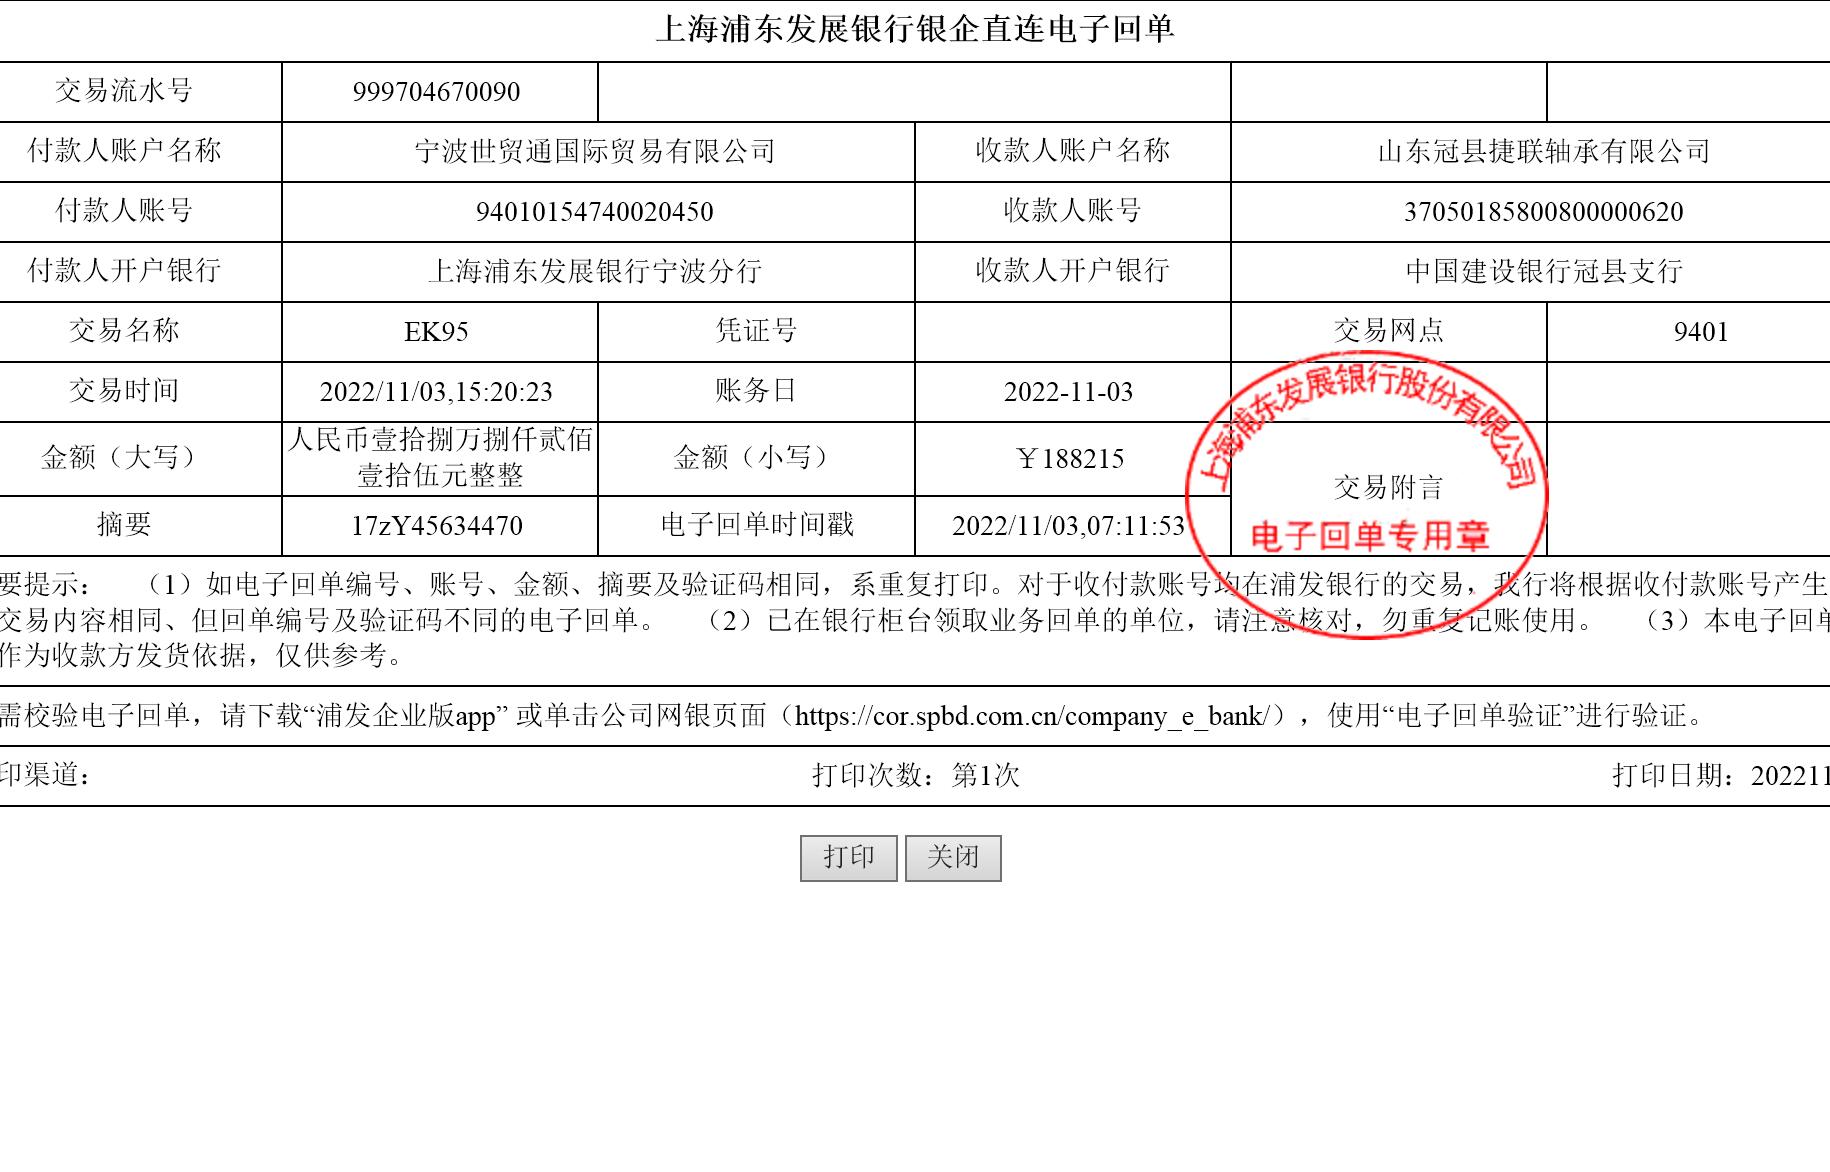 上海浦东发展银行银企直连电子回单
交易流水号 999704670090
付款人账户名称 宁波世贸通国际贸易有限公司 收款人账户名称 山东冠县捷联轴承有限公司
付款人账号 94010154740020450 收款人账号 37050185800800000620
付款人开户银行 上海浦东发展银行宁波分行 收款人开户银行 中国建设银行冠县支行
交易名称 EK95 凭证号 交易网点 9401
交易时间 2022/11/03,15:20:23 账务日 2022-11-03
金额（大写） 人民币壹拾捌万捌仟贰佰
壹拾伍元整整 金额（小写） ￥188215 交易附言
摘要 17zY45634470 电子回单时间戳 2022/11/03,07:11:53
上海浦东发展银行股份有限公司
电子回单专用章
要提示： （1）如电子回单编号、账号、金额、摘要及验证码相同，系重复打印。对于收付款账号均在浦发银行的交易，我行将根据收付款账号产生
交易内容相同、但回单编号及验证码不同的电子回单。 （2）已在银行柜台领取业务回单的单位，请注意核对，勿重复记账使用。 （3）本电子回单
作为收款方发货依据，仅供参考。
需校验电子回单，请下载“浦发企业版app” 或单击公司网银页面（https://cor.spbd.com.cn/company_e_bank/），使用“电子回单验证”进行验证。
印渠道： 打印次数：第1次 打印日期：202211
打印 关闭